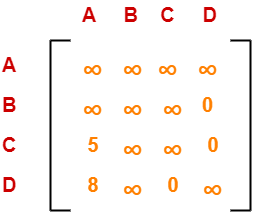 A B C D
A ∞ ∞ ∞ ∞
B ∞ ∞ ∞ 0
C 5 ∞ ∞ 0
D 8 ∞ 0 ∞